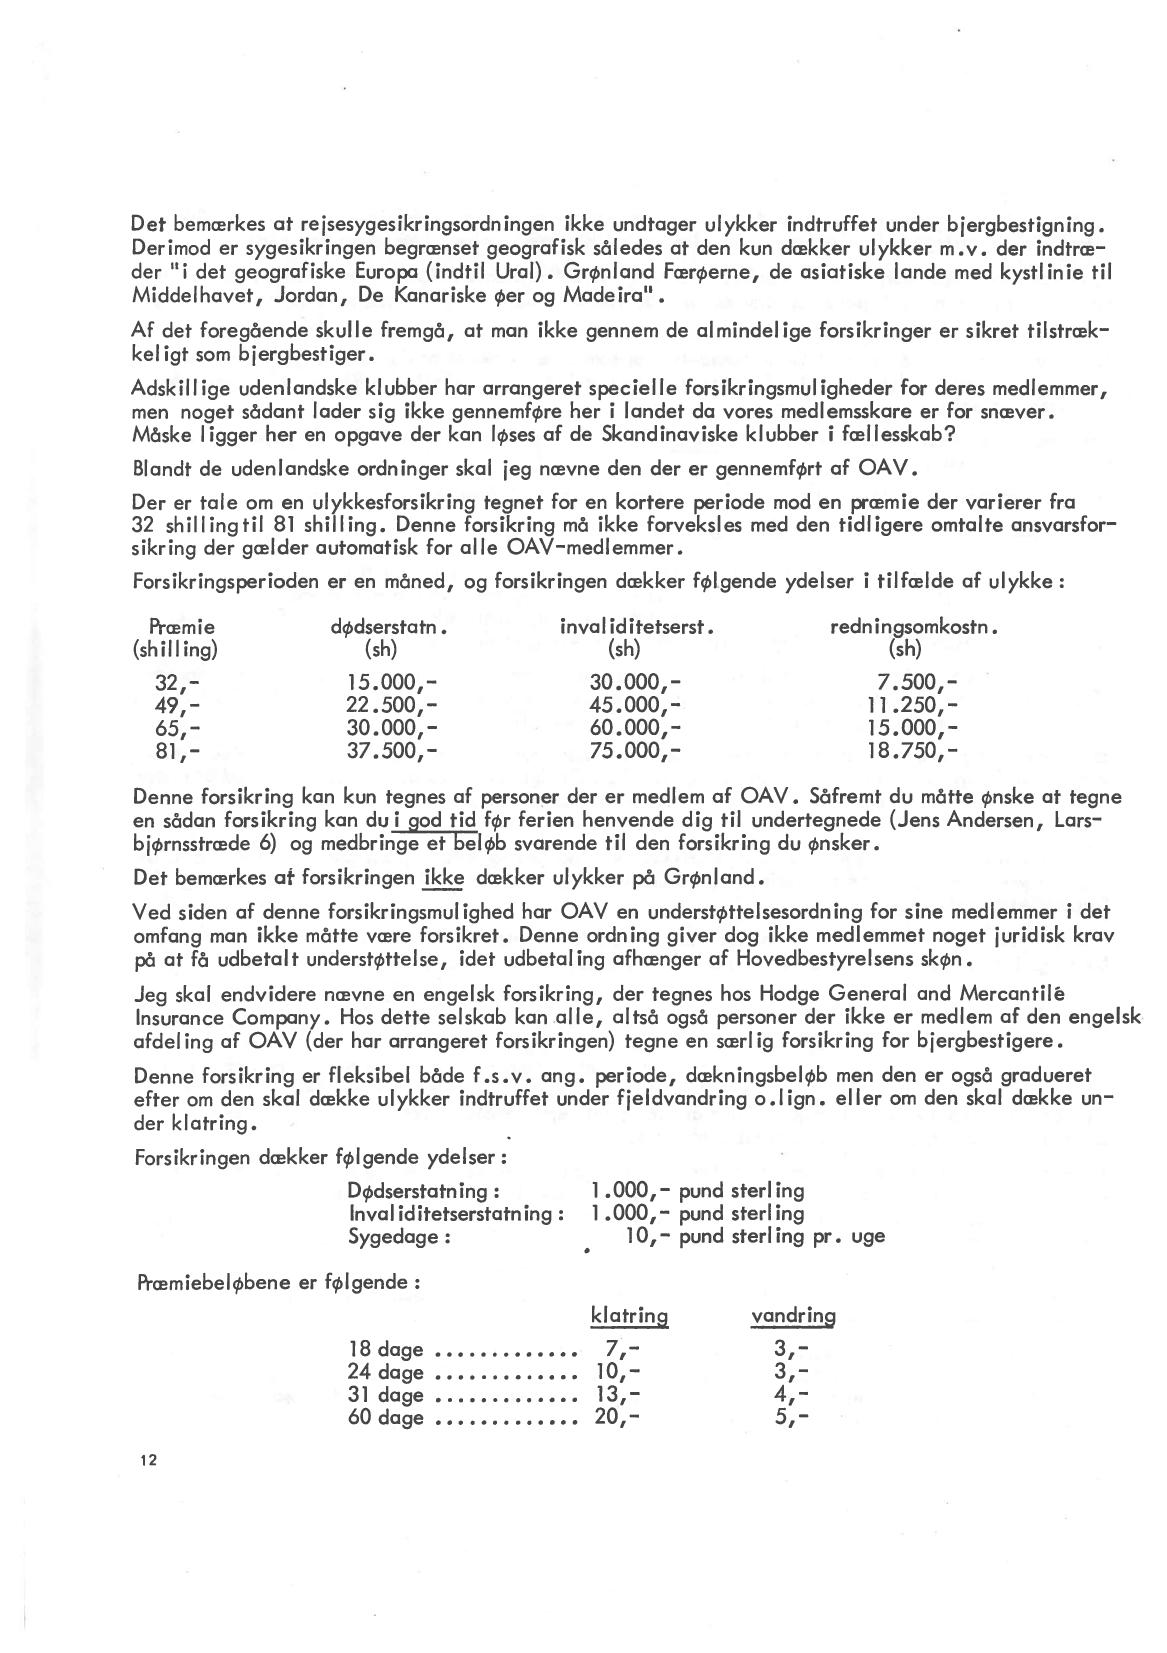 Det bemærkes at rejsesygesikringsordningen ikke undtager ulykker indtruffet under bjergbestigning.
Derimod er sygesikringen begrænset geografisk således at den kun dækker ulykker m.v. der indtræ-
der "i det geografiske Europa (indtil Ural). Grønland Færøerne, de asiatiske lande med kystlinie til
Middelhavet, Jordan, De Kanariske øer og Madeira".
Af det foregående skulle fremgå, at man ikke gennem de almindelige forsikringer er sikret tilstræk-
keligt som bjergbestiger.
Adskillige udenlandske klubber har arrangeret specielle forsikringsmuligheder for deres medlemmer,
men noget sådant lader sig ikke gennemføre her i landet da vores medlemsskare er for snæver.
Måske ligger her en opgave der kan løses af de Skandinaviske klubber i fællesskab?
Blandt de udenlandske ordninger skal jeg nævne den der er gennemført af OAV.
Der er tale om en ulykkesforsikring tegnet for en kortere periode mod en præmie der varierer fra
32 shilling til 81 shilling. Denne forsikring må ikke forveksles med den tidligere omtalte ansvarsfor-
sikring der gælder automatisk for alle OAV-medlemmer.
Forsikringsperioden er en måned, og forsikringen dækker følgende ydelser i tilfælde af ulykke :
Præmie dødserstatn. invaliditetserst. redningsomkostn.
(shilling) (sh) (sh) (sh)
32,- 15.000,- 30.000,- 7.500,-
49,- 22.500,- 45.000,- 11.250,-
65,- 30.000,- 60.000,- 15.000,-
81,- 37.500,- 75.000,- 18.750,-
Denne forsikring kan kun tegnes af personer der er medlem af OAV. Såfremt du måtte ønske at tegne
en sådan forsikring kan du i god tid før ferien henvende dig til undertegnede (Jens Andersen, Lars-
bjørnsstræde 6) og medbringe et beløb svarende til den forsikring du ønsker.
Det bemærkes at forsikringen ikke dækker ulykker på Grønland.
Ved siden af denne forsikringsmulighed har OAV en understøttelsesordning for sine medlemmer i det
omfang man ikke måtte være forsikret. Denne ordning giver dog ikke medlemmet noget juridisk krav
på at få udbetalt understøttelse, idet udbetaling afhænger af Hovedbestyrelsens skøn.
Jeg skal endvidere nævne en engelsk forsikring, der tegnes hos Hodge General and Mercantilé
Insurance Company. Hos dette selskab kan alle, altså også personer der ikke er medlem af den engelsk
afdeling af OAV (der har arrangeret forsikringen) tegne en særlig forsikring for bjergbestigere.
Denne forsikring er fleksibel både f.s.v. ang. periode, dækningsbeløb men den er også gradueret
efter om den skal dække ulykker indtruffet under fjeldvandring o.lign. eller om den skal dække un-
der klatring.
Forsikringen dækker følgende ydelser :
Dødserstatning : 1.000,- pund sterling
Invaliditetserstatning : 1.000,- pund sterling
Sygedage : 10,- pund sterling pr. uge
Præmiebeløbene er følgende :
klatring vandring
18 dage ............. 7,- 3,-
24 dage ............. 10,- 3,-
31 dage ............. 13,- 4,-
60 dage ............. 20,- 5,-
12